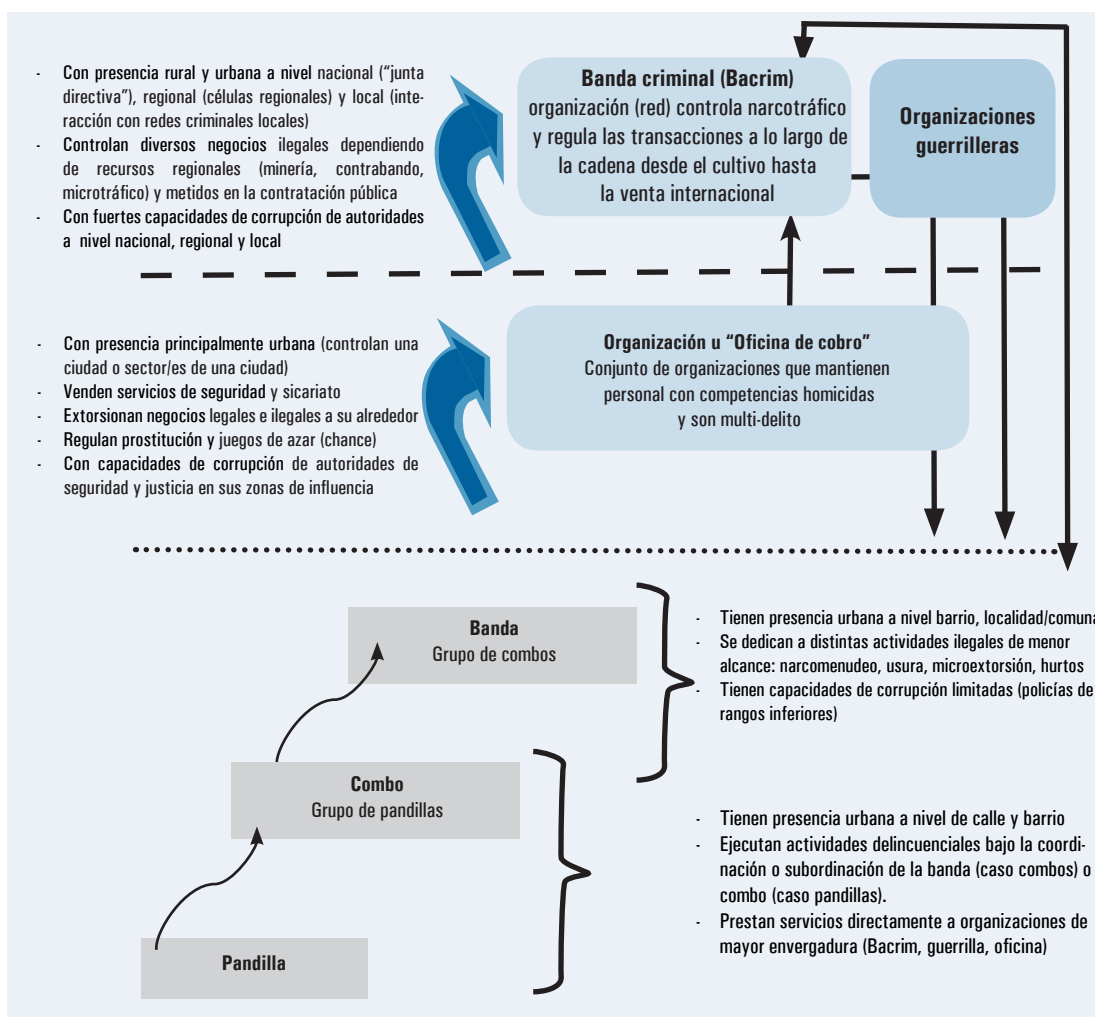 - Con presencia rural y urbana a nivel nacional (“junta
directiva”), regional (células regionales) y local (inte-
racción con redes criminales locales)
- Controlan diversos negocios ilegales dependiendo
de recursos regionales (minería, contrabando,
microtráfico) y metidos en la contratación pública
- Con fuertes capacidades de corrupción de autoridades
a nivel nacional, regional y local
Banda criminal (Bacrim)
organización (red) controla narcotráfico
y regula las transacciones a lo largo de
la cadena desde el cultivo hasta
la venta internacional
Organizaciones
guerrilleras
- Con presencia principalmente urbana (controlan una
ciudad o sector/es de una ciudad)
- Venden servicios de seguridad y sicariato
- Extorsionan negocios legales e ilegales a su alrededor
- Regulan prostitución y juegos de azar (chance)
- Con capacidades de corrupción de autoridades de
seguridad y justicia en sus zonas de influencia
Organización u “Oficina de cobro”
Conjunto de organizaciones que mantienen
personal con competencias homicidas
y son multi-delito
Banda
Grupo de combos
- Tienen presencia urbana a nivel barrio, localidad/comuna
- Se dedican a distintas actividades ilegales de menor
alcance: narcomenudeo, usura, microextorsión, hurtos
- Tienen capacidades de corrupción limitadas (policías de
rangos inferiores)
Combo
Grupo de pandillas
- Tienen presencia urbana a nivel de calle y barrio
- Ejecutan actividades delincuenciales bajo la coordi-
nación o subordinación de la banda (caso combos) o
combo (caso pandillas).
- Prestan servicios directamente a organizaciones de
mayor envergadura (Bacrim, guerrilla, oficina)
Pandilla